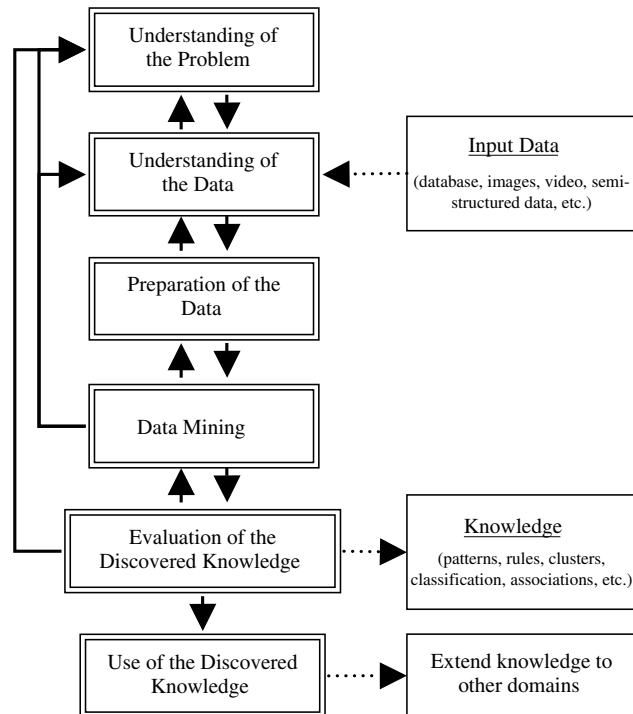 Understanding of
the Problem
Understanding of
the Data
Input Data
(database, images, video, semi-
structured data, etc.)
Preparation of the
Data
Data Mining
Evaluation of the
Discovered Knowledge
Knowledge
(patterns, rules, clusters,
classification, associations, etc.)
Use of the Discovered
Knowledge
Extend knowledge to
other domains